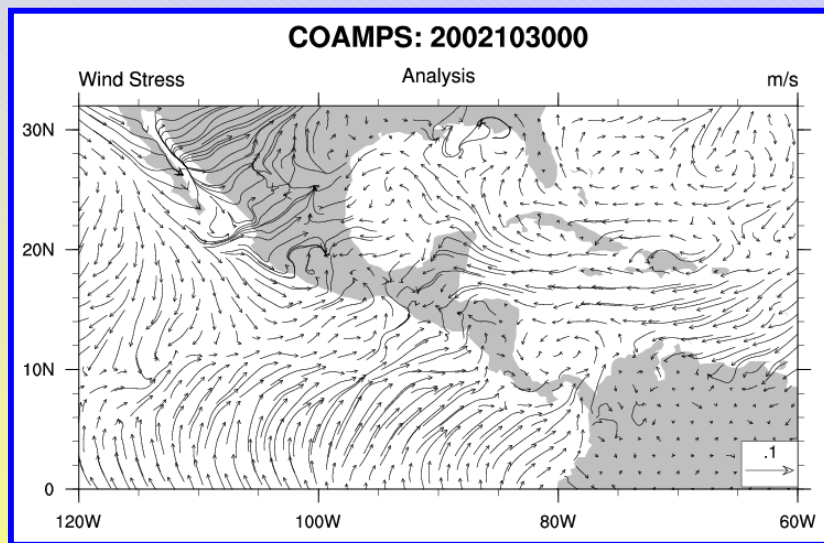 COAMPS: 2002103000
Wind Stress Analysis m/s
30N
20N
10N
0
.1
120W 100W 80W 60W